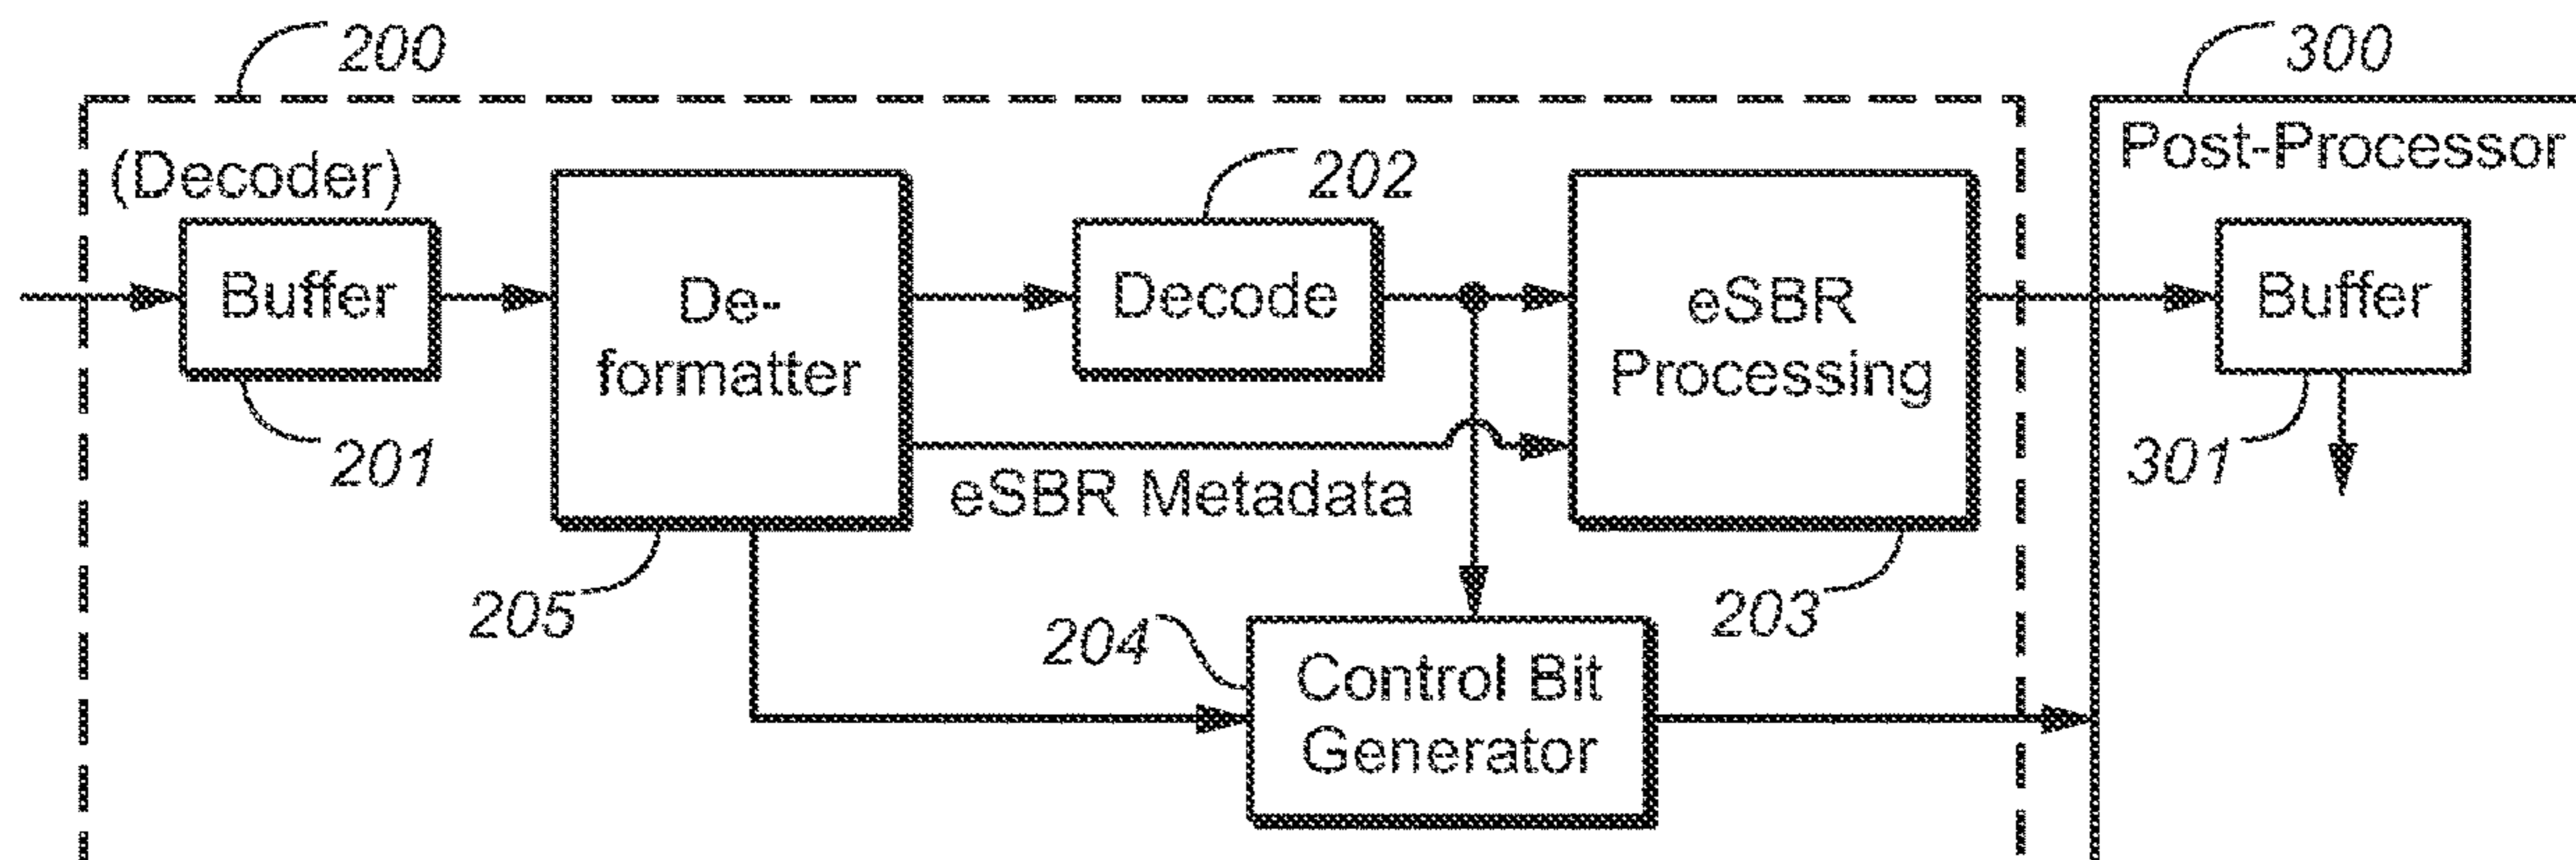 200
300
(Decoder)
Post-Processor
202
Buffer
De-
formatter
Decode
eSBR
Processing
Buffer
201
eSBR Metadata
301
205
204
203
Control Bit
Generator